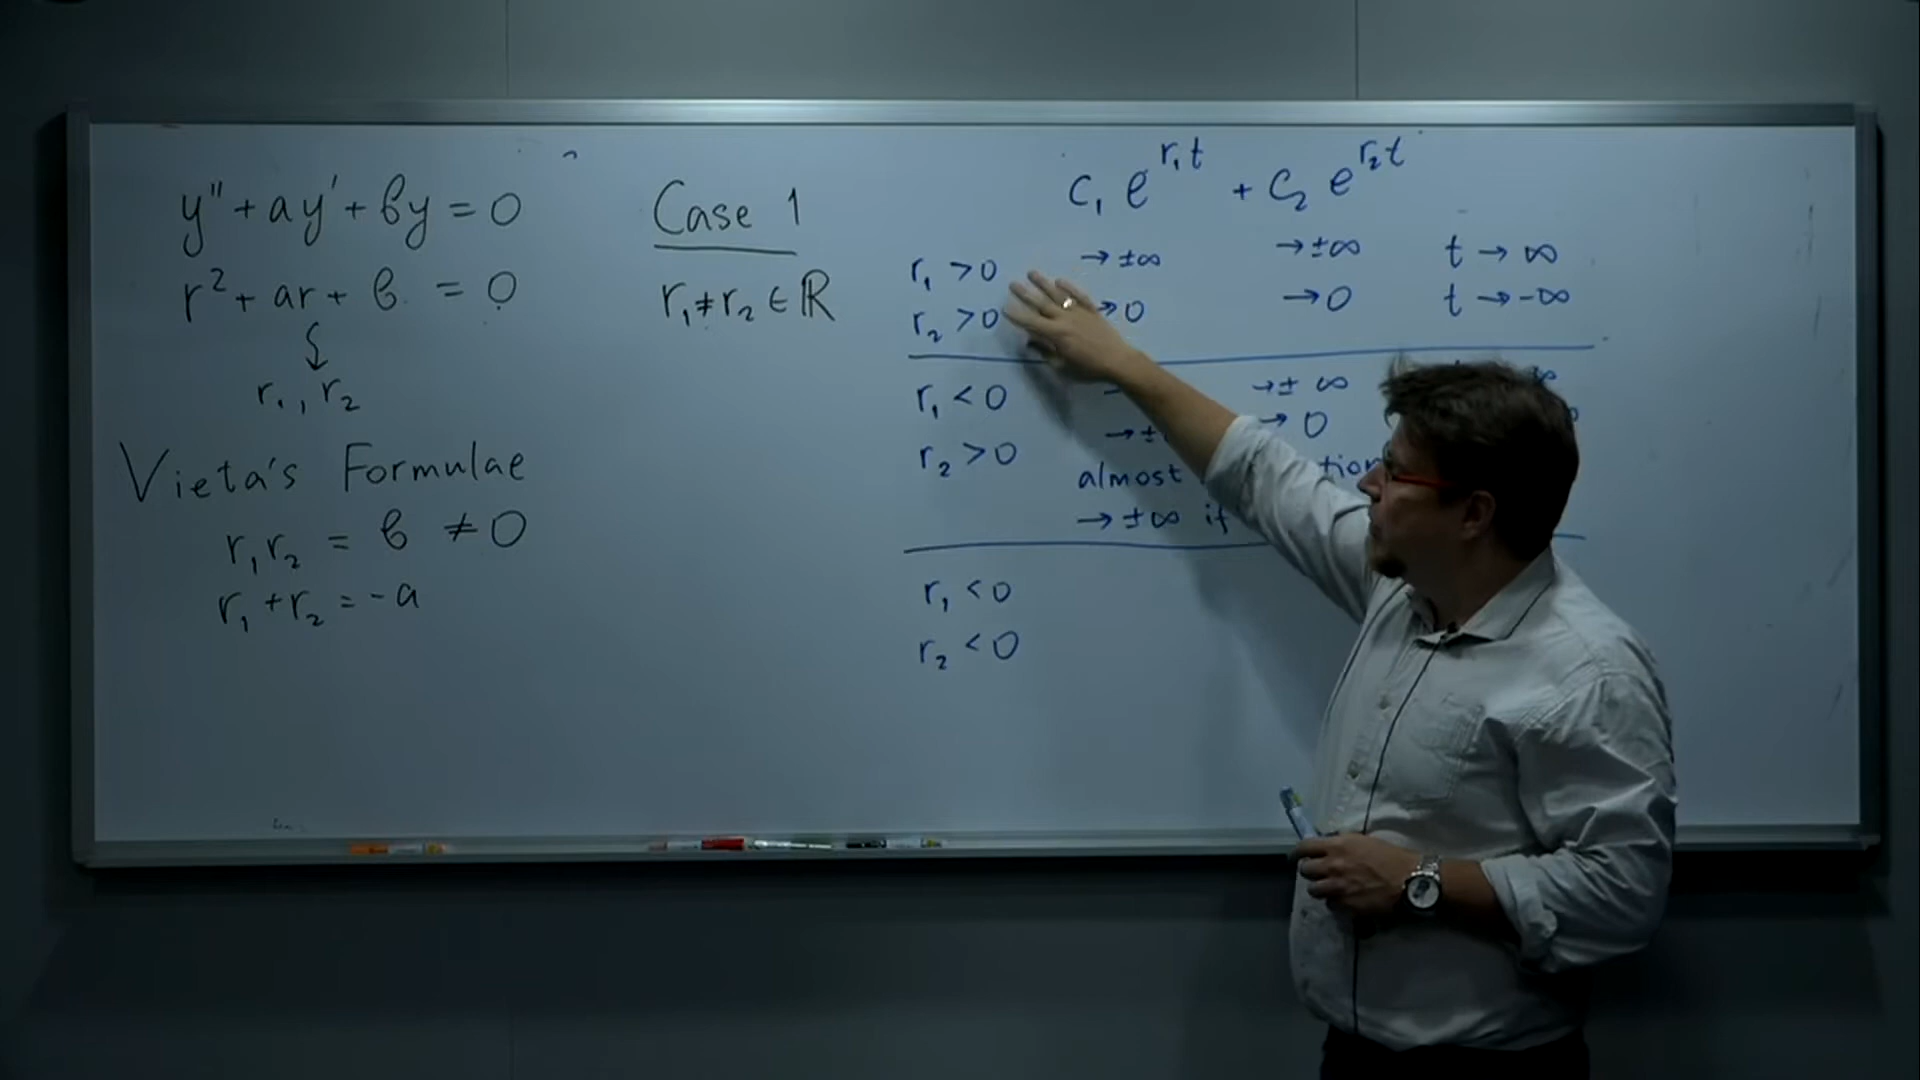 y'' + ay' + by = 0
r² + ar + b = 0
r₁, r₂
Vieta's Formulae
r₁r₂ = b ≠ 0
r₁ + r₂ = -a
Case 1
r₁ ≠ r₂ ∈ ℝ
c₁ e^{r₁t} + c₂ e^{r₂t}
r₁ > 0 → ±∞ → ±∞ t → ∞
r₂ > 0 → 0 → 0 t → -∞
r₁ < 0 → ± ∞
→ 0
r₂ > 0
almost
→ ±∞ if
r₁ < 0
r₂ < 0